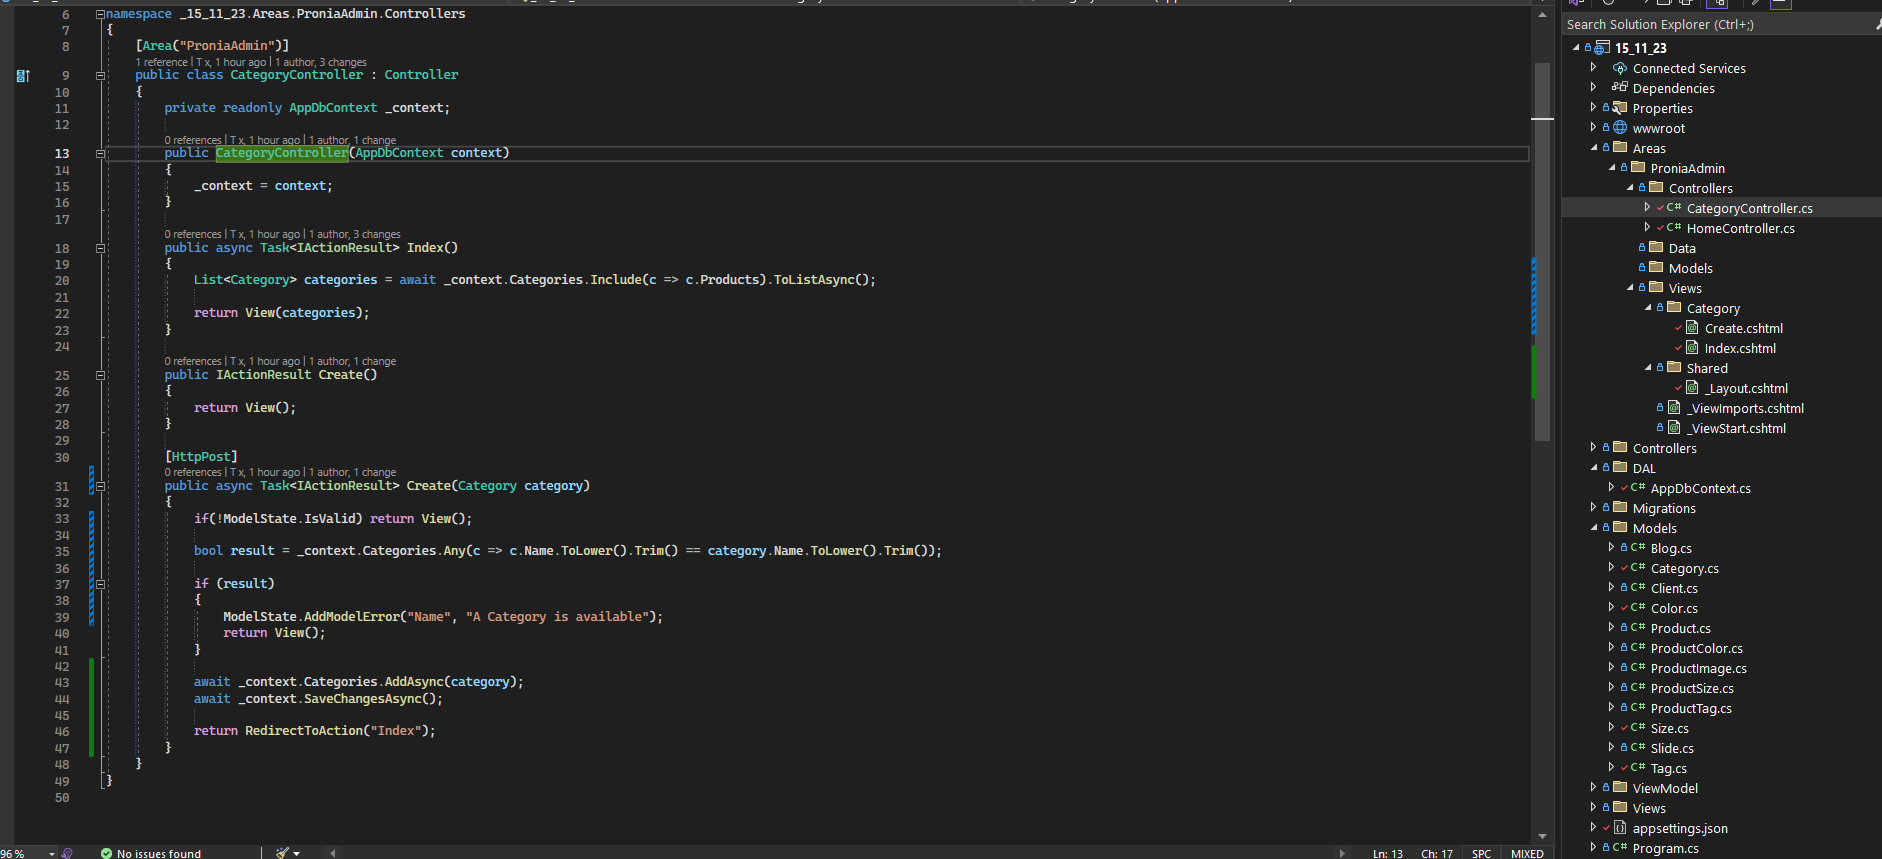 6 namespace _15_11_23.Areas.ProniaAdmin.Controllers
7 {
8 [Area("ProniaAdmin")]
1 reference | T x, 1 hour ago | 1 author, 3 changes
9 public class CategoryController : Controller
10 {
11 private readonly AppDbContext _context;
12
0 references | T x, 1 hour ago | 1 author, 1 change
13 public CategoryController(AppDbContext context)
14 {
15 _context = context;
16 }
17
0 references | T x, 1 hour ago | 1 author, 3 changes
18 public async Task<IActionResult> Index()
19 {
20 List<Category> categories = await _context.Categories.Include(c => c.Products).ToListAsync();
21
22 return View(categories);
23 }
24
0 references | T x, 1 hour ago | 1 author, 1 change
25 public IActionResult Create()
26 {
27 return View();
28 }
29
30 [HttpPost]
0 references | T x, 1 hour ago | 1 author, 1 change
31 public async Task<IActionResult> Create(Category category)
32 {
33 if(!ModelState.IsValid) return View();
34
35 bool result = _context.Categories.Any(c => c.Name.ToLower().Trim() == category.Name.ToLower().Trim());
36
37 if (result)
38 {
39 ModelState.AddModelError("Name", "A Category is available");
40 return View();
41 }
42
43 await _context.Categories.AddAsync(category);
44 await _context.SaveChangesAsync();
45
46 return RedirectToAction("Index");
47 }
48 }
49 }
50
96 % No issues found Ln: 13 Ch: 17 SPC MIXED
Search Solution Explorer (Ctrl+;)
15_11_23
Connected Services
Dependencies
Properties
wwwroot
Areas
ProniaAdmin
Controllers
C# CategoryController.cs
C# HomeController.cs
Data
Models
Views
Category
Create.cshtml
Index.cshtml
Shared
_Layout.cshtml
_ViewImports.cshtml
_ViewStart.cshtml
Controllers
DAL
C# AppDbContext.cs
Migrations
Models
C# Blog.cs
C# Category.cs
C# Client.cs
C# Color.cs
C# Product.cs
C# ProductColor.cs
C# ProductImage.cs
C# ProductSize.cs
C# ProductTag.cs
C# Size.cs
C# Slide.cs
C# Tag.cs
ViewModel
Views
appsettings.json
C# Program.cs